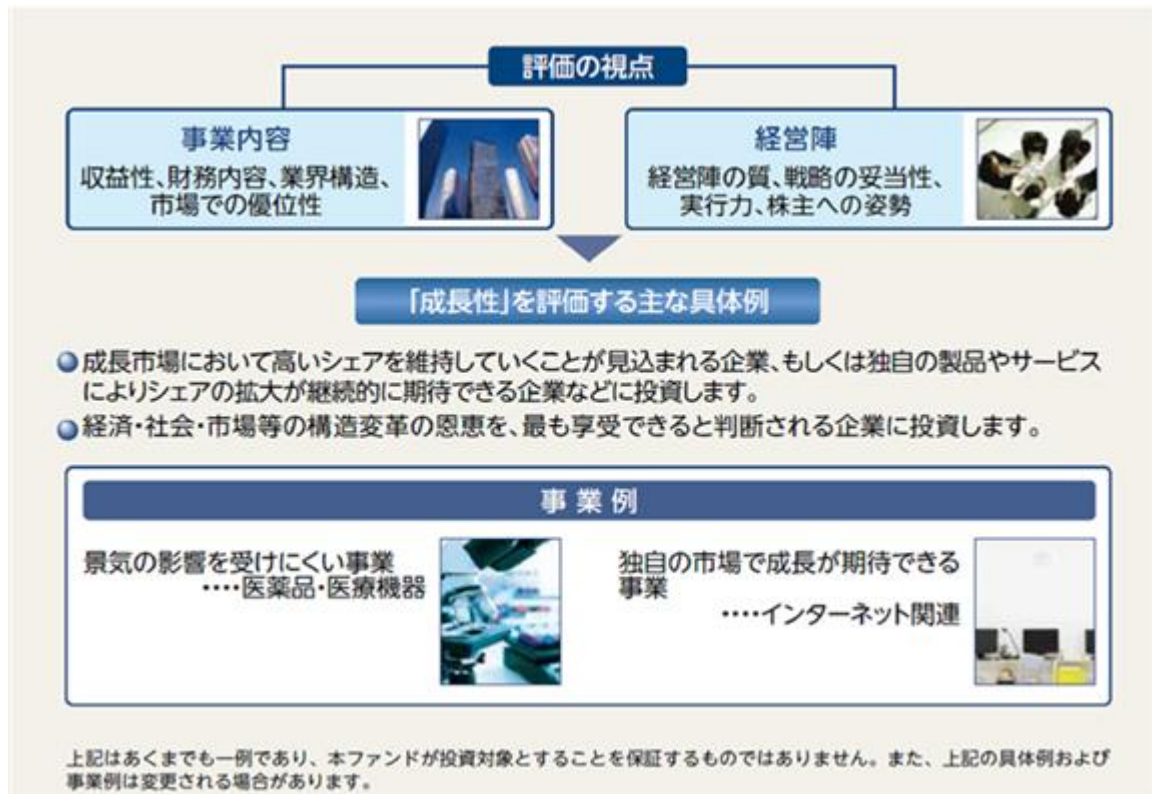 評価の視点
事業内容
収益性、財務内容、業界構造、
市場での優位性
経営陣
経営陣の質、戦略の妥当性、
実行力、株主への姿勢
「成長性」を評価する主な具体例
成長市場において高いシェアを維持していくことが見込まれる企業、もしくは独自の製品やサービス
によりシェアの拡大が継続的に期待できる企業などに投資します。
経済・社会・市場等の構造変革の恩恵を、最も享受できると判断される企業に投資します。
事業例
景気の影響を受けにくい事業
････医薬品・医療機器
独自の市場で成長が期待できる
事業
････インターネット関連
上記はあくまでも一例であり、本ファンドが投資対象とすることを保証するものではありません。また、上記の具体例および
事業例は変更される場合があります。